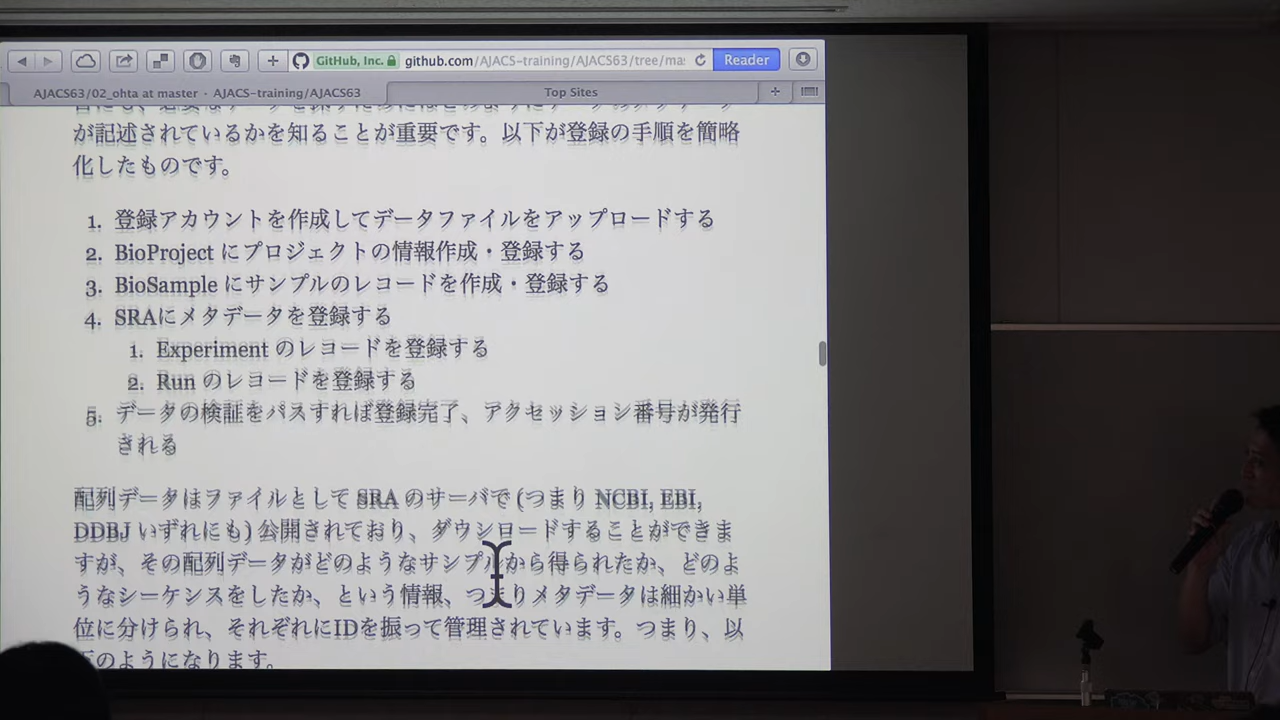 GitHub, Inc. github.com/AJACS-training/AJACS63/tree/ma Reader
AJACS63/02_ohta at master · AJACS-training/AJACS63 Top Sites
が記述されているかを知ることが重要です。以下が登録の手順を簡略
化したものです。
1. 登録アカウントを作成してデータファイルをアップロードする
2. BioProject にプロジェクトの情報作成・登録する
3. BioSample にサンプルのレコードを作成・登録する
4. SRAにメタデータを登録する
1. Experiment のレコードを登録する
2. Run のレコードを登録する
5. データの検証をパスすれば登録完了、アクセッション番号が発行
される
配列データはファイルとして SRA のサーバで (つまり NCBI, EBI,
DDBJ いずれにも) 公開されており、ダウンロードすることができま
すが、その配列データがどのようなサンプルから得られたか、どのよ
うなシーケンスをしたか、という情報、つまりメタデータは細かい単
位に分けられ、それぞれにIDを振って管理されています。つまり、以
下のようになります。